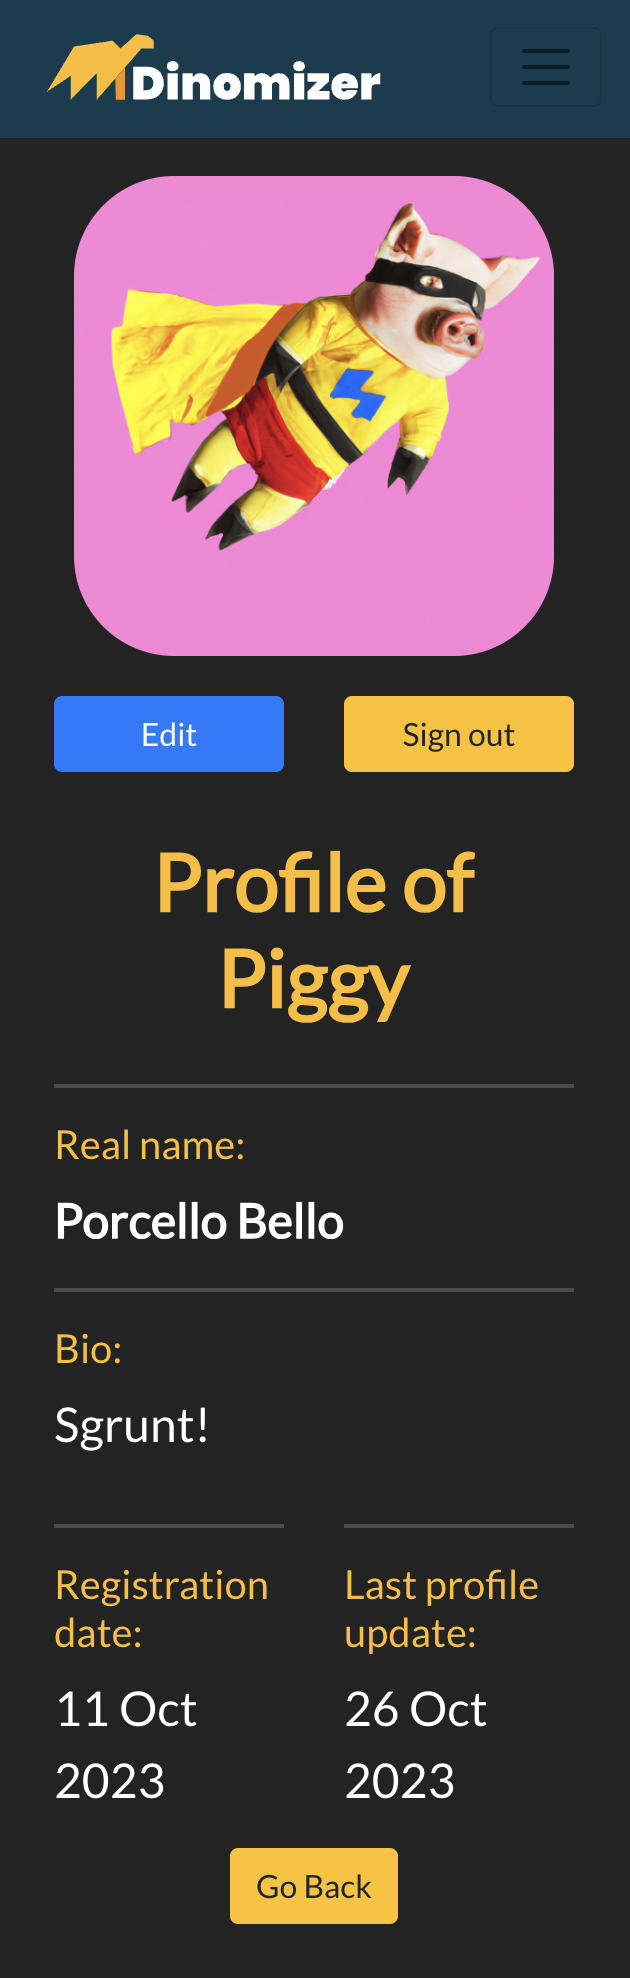 Dinomizer
Edit
Sign out
Profile of
Piggy
Real name:
Porcello Bello
Bio:
Sgrunt!
Registration
date:
11 Oct
2023
Last profile
update:
26 Oct
2023
Go Back